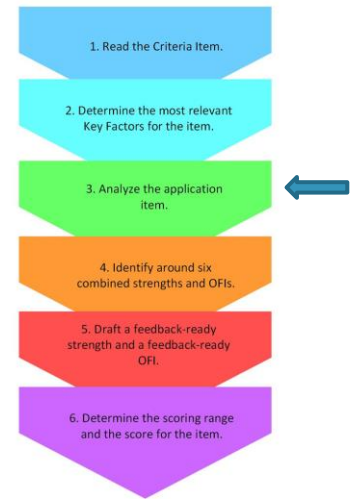 1. Read the Criteria Item.
2. Determine the most relevant
Key Factors for the item.
3. Analyze the application
item.
4. Identify around six
combined strengths and OFIs.
5. Draft a feedback-ready
strength and a feedback-ready
OFI.
6. Determine the scoring range
and the score for the item.